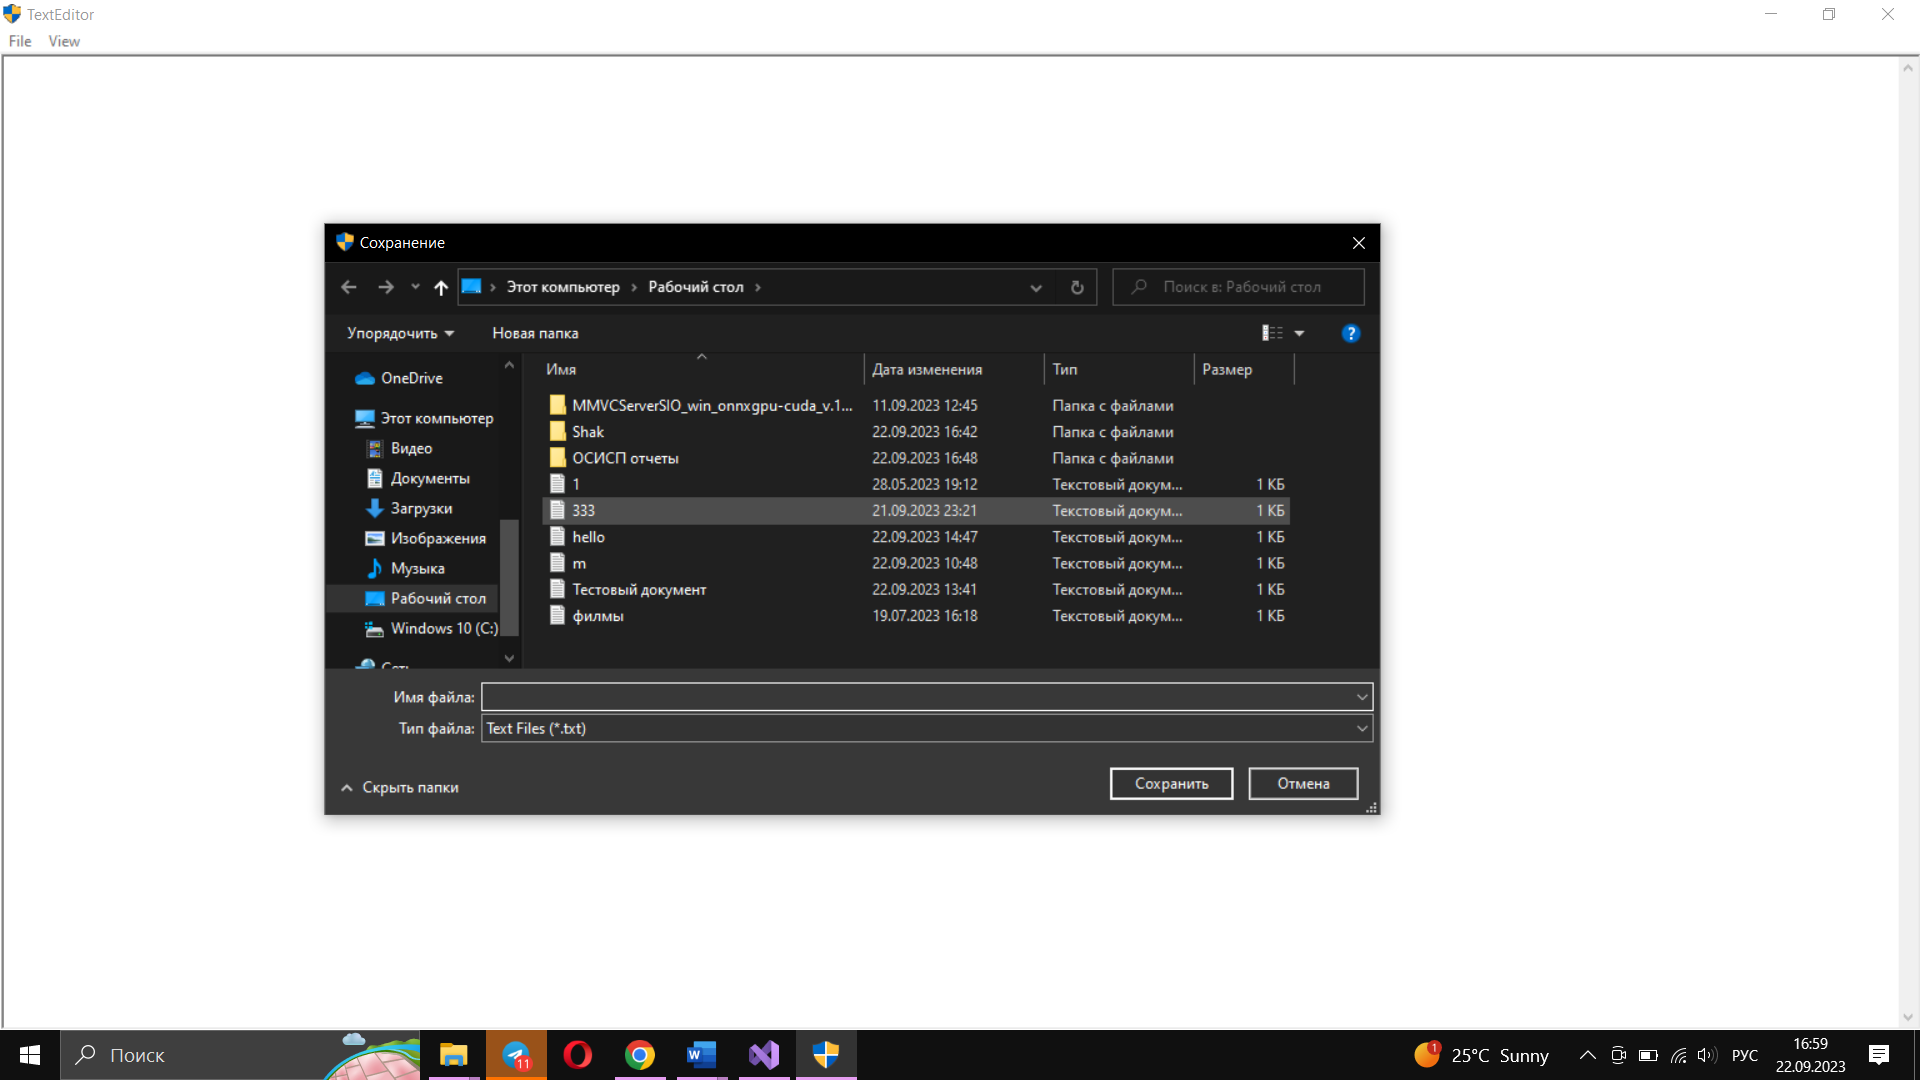 TextEditor
File View
Сохранение
Этот компьютер Рабочий стол
Поиск в: Рабочий стол
Упорядочить Новая папка
?
Имя Дата изменения Тип Размер
OneDrive
Этот компьютер
Видео
Документы
Загрузки
Изображения
Музыка
Рабочий стол
Windows 10 (C:)
MMVCServerSIO_win_onnxgpu-cuda_v.1... 11.09.2023 12:45 Папка с файлами
Shak 22.09.2023 16:42 Папка с файлами
ОСИСП отчеты 22.09.2023 16:48 Папка с файлами
1 28.05.2023 19:12 Текстовый докум... 1 КБ
333 21.09.2023 23:21 Текстовый докум... 1 КБ
hello 22.09.2023 14:47 Текстовый докум... 1 КБ
m 22.09.2023 10:48 Текстовый докум... 1 КБ
Тестовый документ 22.09.2023 13:41 Текстовый докум... 1 КБ
филмы 19.07.2023 16:18 Текстовый докум... 1 КБ
Имя файла:
Тип файла: Text Files (*.txt)
Скрыть папки
Сохранить Отмена
Поиск
11
W
1
25°C Sunny
РУС
16:59
22.09.2023